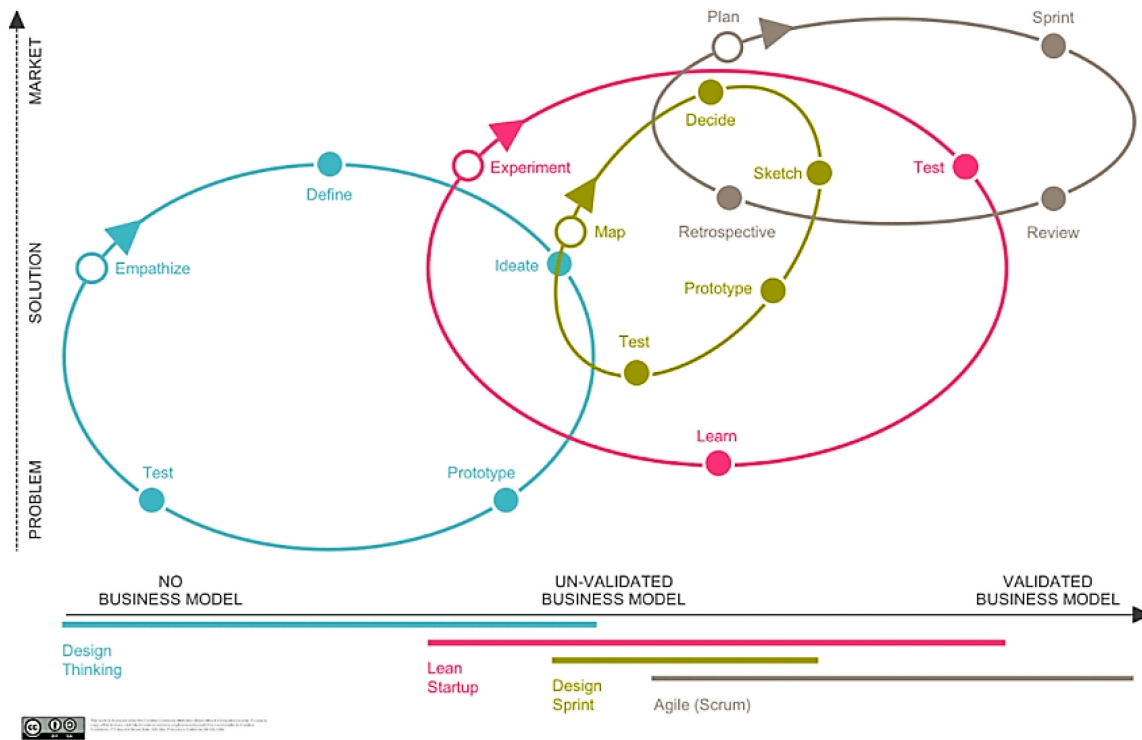 Plan
Sprint
MARKET
Decide
Experiment
Sketch
Test
Define
Map
Retrospective
Review
SOLUTION
Empathize
Ideate
Prototype
Test
Learn
Test
Prototype
PROBLEM
NO
BUSINESS MODEL
UN-VALIDATED
BUSINESS MODEL
VALIDATED
BUSINESS MODEL
Design
Thinking
Lean
Startup
Design
Sprint
Agile (Scrum)
cc